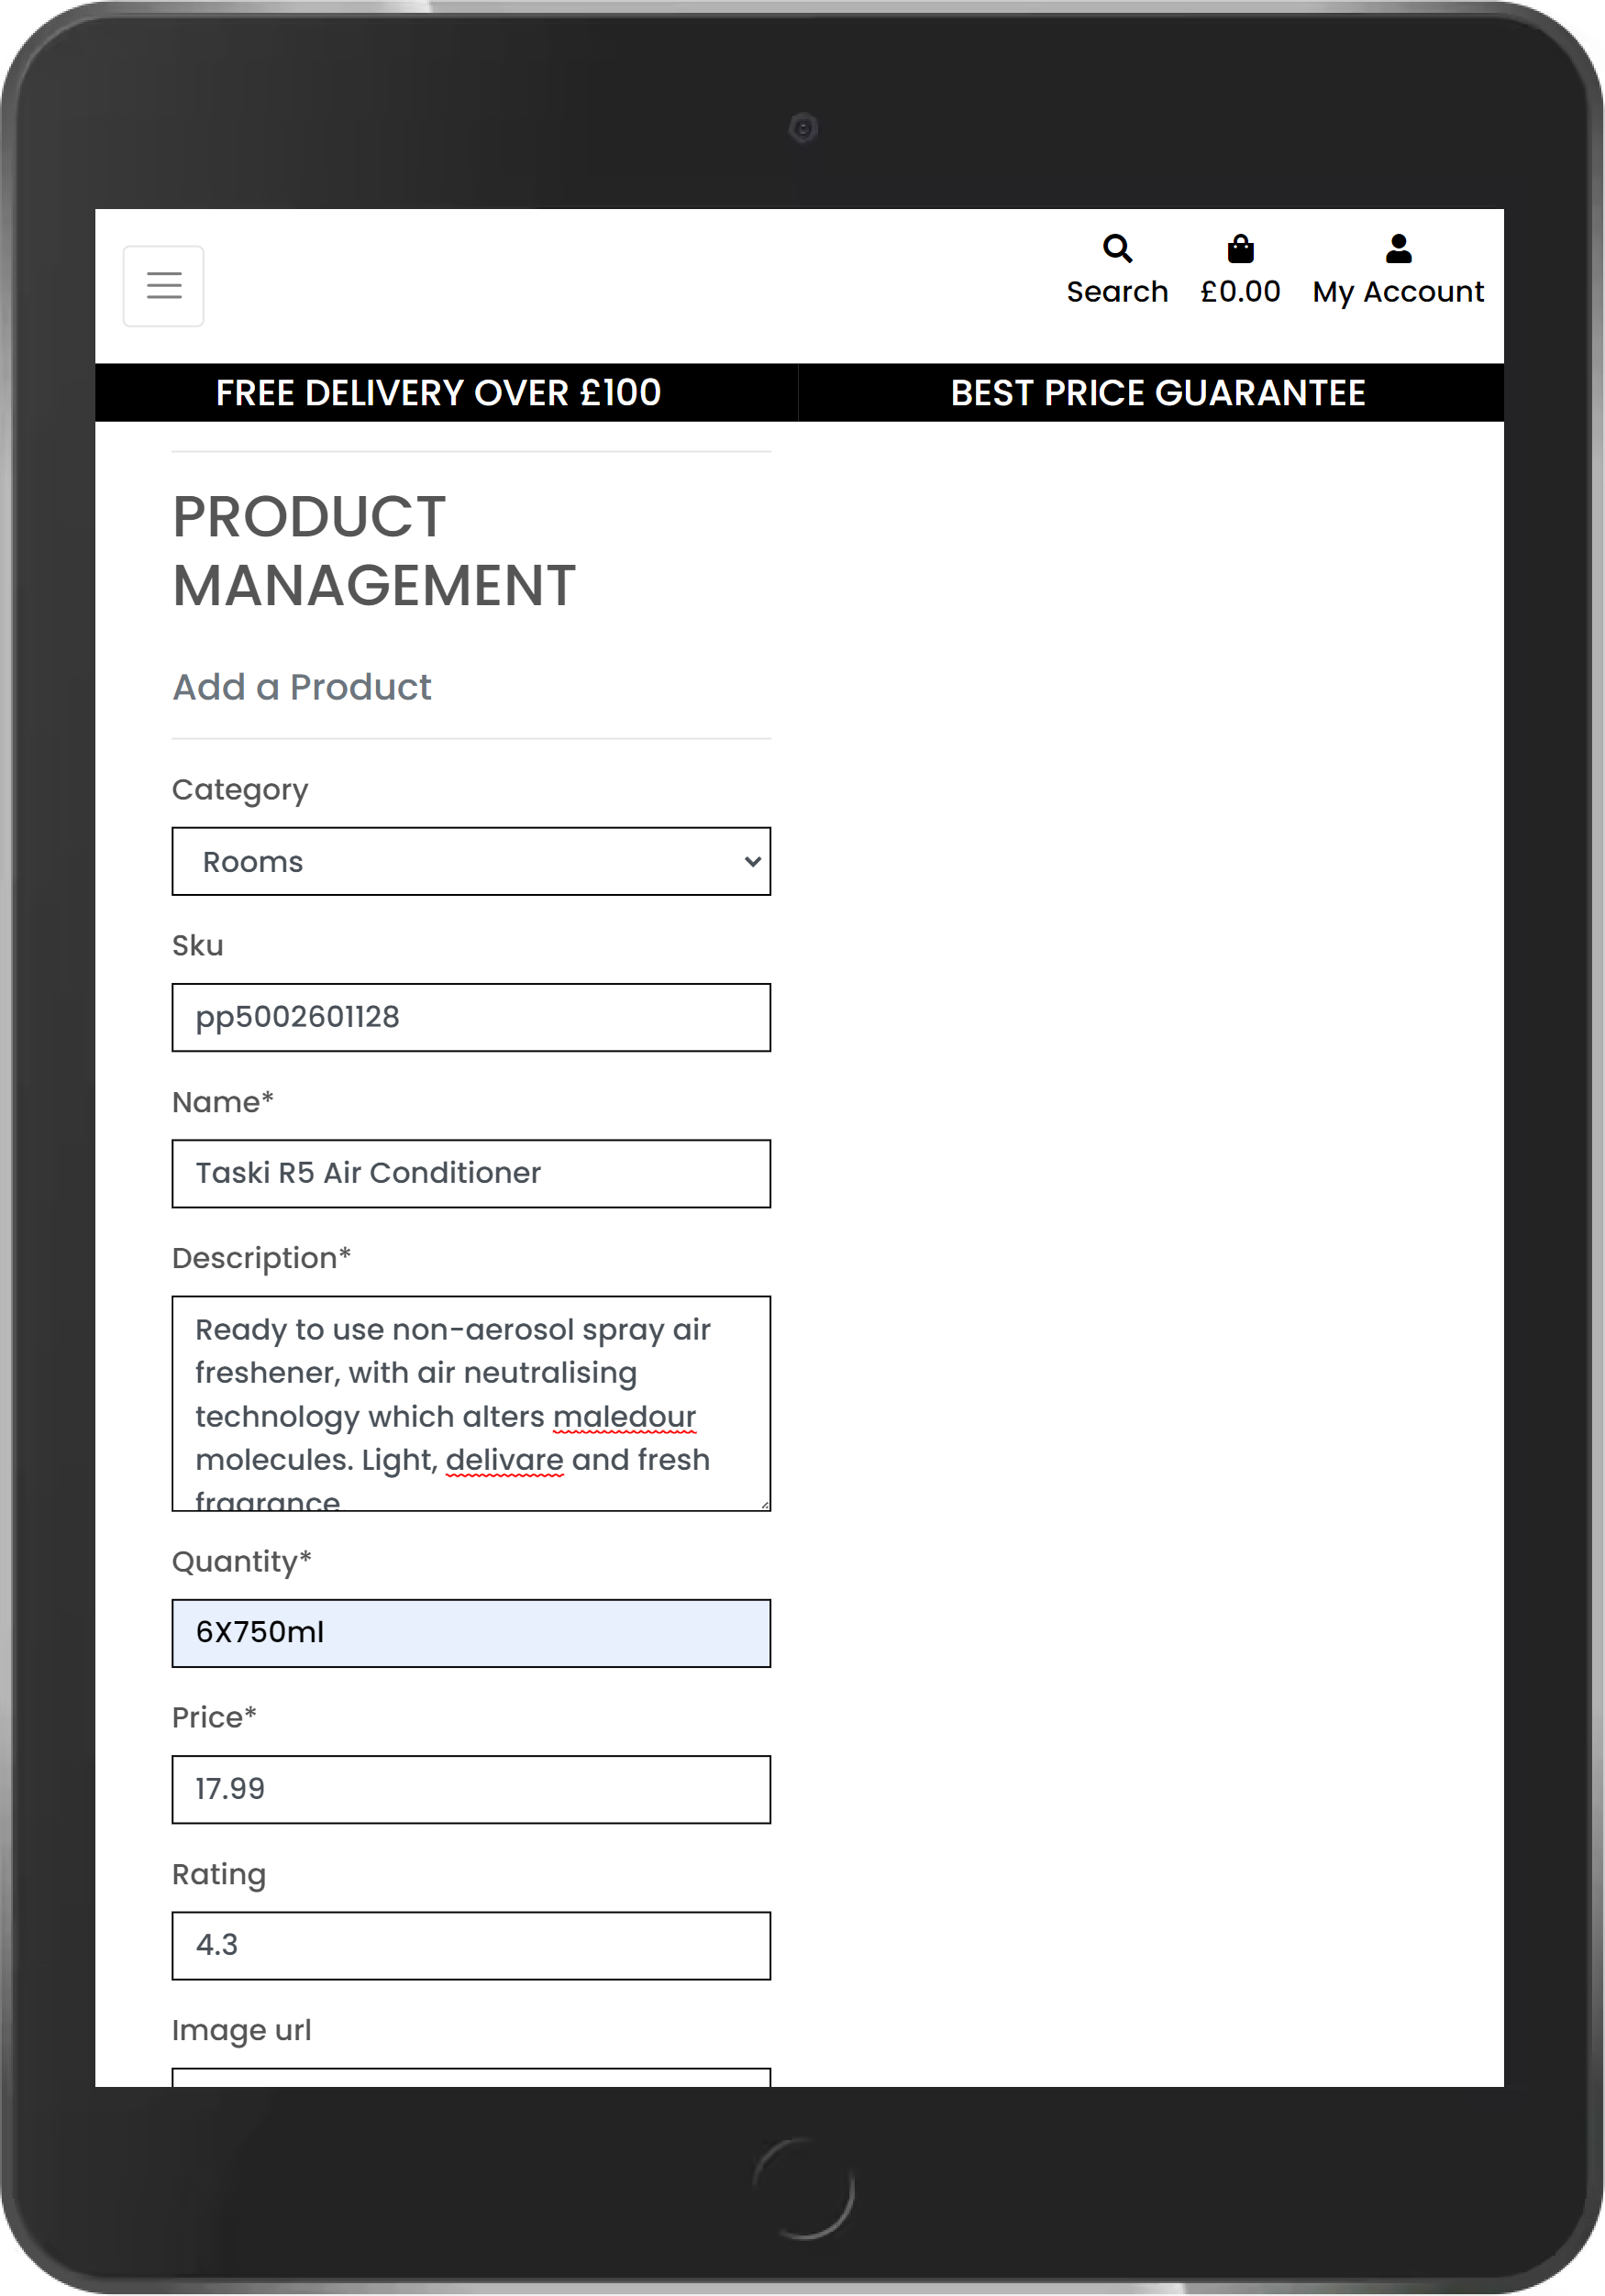 Search £0.00 My Account
FREE DELIVERY OVER £100 BEST PRICE GUARANTEE
PRODUCT
MANAGEMENT
Add a Product
Category
Rooms
Sku
pp5002601128
Name*
Taski R5 Air Conditioner
Description*
Ready to use non-aerosol spray air
freshener, with air neutralising
technology which alters maledour
molecules. Light, delivare and fresh
fragrance
Quantity*
6X750ml
Price*
17.99
Rating
4.3
Image url